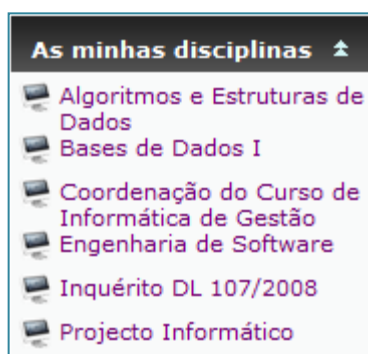 As minhas disciplinas
Algoritmos e Estruturas de
Dados
Bases de Dados I
Coordenação do Curso de
Informática de Gestão
Engenharia de Software
Inquérito DL 107/2008
Projecto Informático